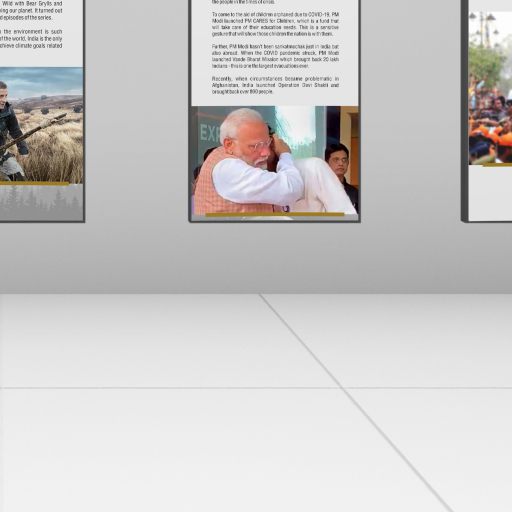 Wild with Bear Grylls and
ing our planet. It turned out
d episodes of the series.
n the environment is such
of the world. India is the only
chieve climate goals related
the people in the times of crisis.
To come to the aid of children orphaned due to COVID-19, PM
Modi launched PM CARES for Children, which is a fund that
will take care of their education needs. This is a sensitive
gesture that will show those children the nation is with them.
Further, PM Modi hasn't been sankatmochak just in India but
also abroad. When the COVID pandemic struck, PM Modi
launched Vande Bharat Mission which brought back 20 lakh
Indians - this is one the largest evacuations ever.
Recently, when circumstances became problematic in
Afghanistan, India launched Operation Devi Shakti and
brought back over 800 people.
EX